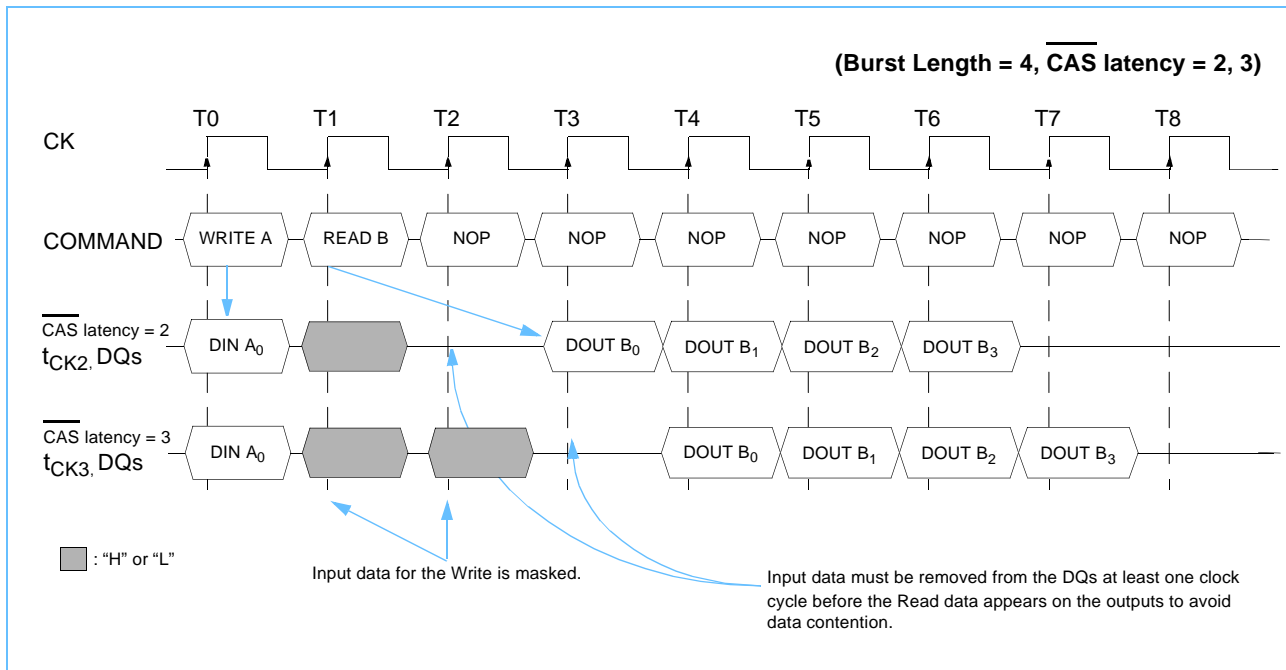 (Burst Length = 4, CAS latency = 2, 3)
T0 T1 T2 T3 T4 T5 T6 T7 T8
CK
COMMAND WRITE A READ B NOP NOP NOP NOP NOP NOP NOP
CAS latency = 2
tCK2, DQs DIN A0 DOUT B0 DOUT B1 DOUT B2 DOUT B3
CAS latency = 3
tCK3, DQs DIN A0 DOUT B0 DOUT B1 DOUT B2 DOUT B3
: “H” or “L”
Input data for the Write is masked.
Input data must be removed from the DQs at least one clock
cycle before the Read data appears on the outputs to avoid
data contention.